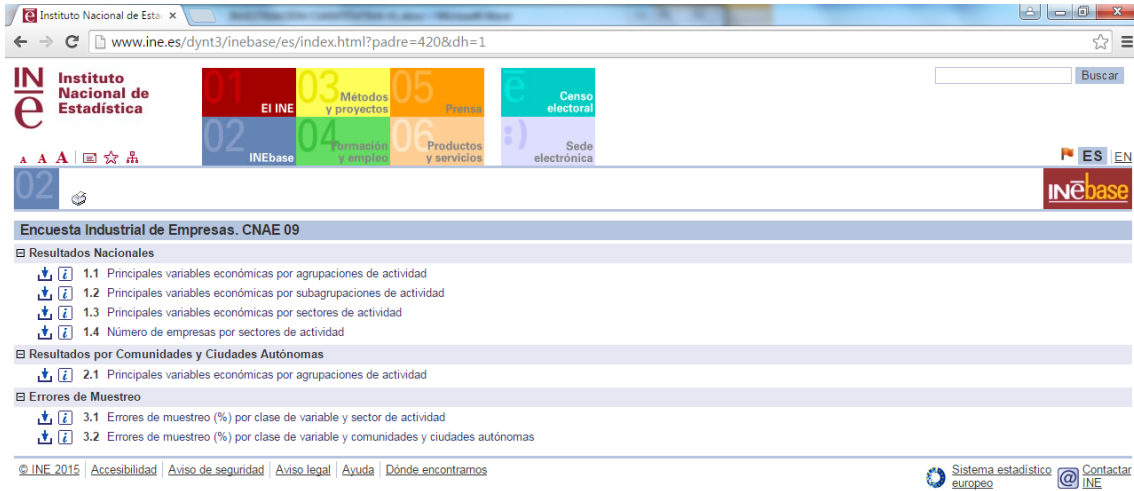 Instituto Nacional de Esta
www.ine.es/dynt3/inebase/es/index.html?padre=420&dh=1
INe
Instituto
Nacional de
Estadística
01 El INE
03 Métodos
y proyectos
05 Prensa
e Censo
electoral
Buscar
02 INEbase
04 Formación
y empleo
06 Productos
y servicios
:) Sede
electrónica
A A A
ES EN
02
INēbase
Encuesta Industrial de Empresas. CNAE 09
Resultados Nacionales
i 1.1 Principales variables económicas por agrupaciones de actividad
i 1.2 Principales variables económicas por subagrupaciones de actividad
i 1.3 Principales variables económicas por sectores de actividad
i 1.4 Número de empresas por sectores de actividad
Resultados por Comunidades y Ciudades Autónomas
i 2.1 Principales variables económicas por agrupaciones de actividad
Errores de Muestreo
i 3.1 Errores de muestreo (%) por clase de variable y sector de actividad
i 3.2 Errores de muestreo (%) por clase de variable y comunidades y ciudades autónomas
© INE 2015 Accesibilidad Aviso de seguridad Aviso legal Ayuda Dónde encontrarnos
Sistema estadístico
europeo
@ Contactar
INE